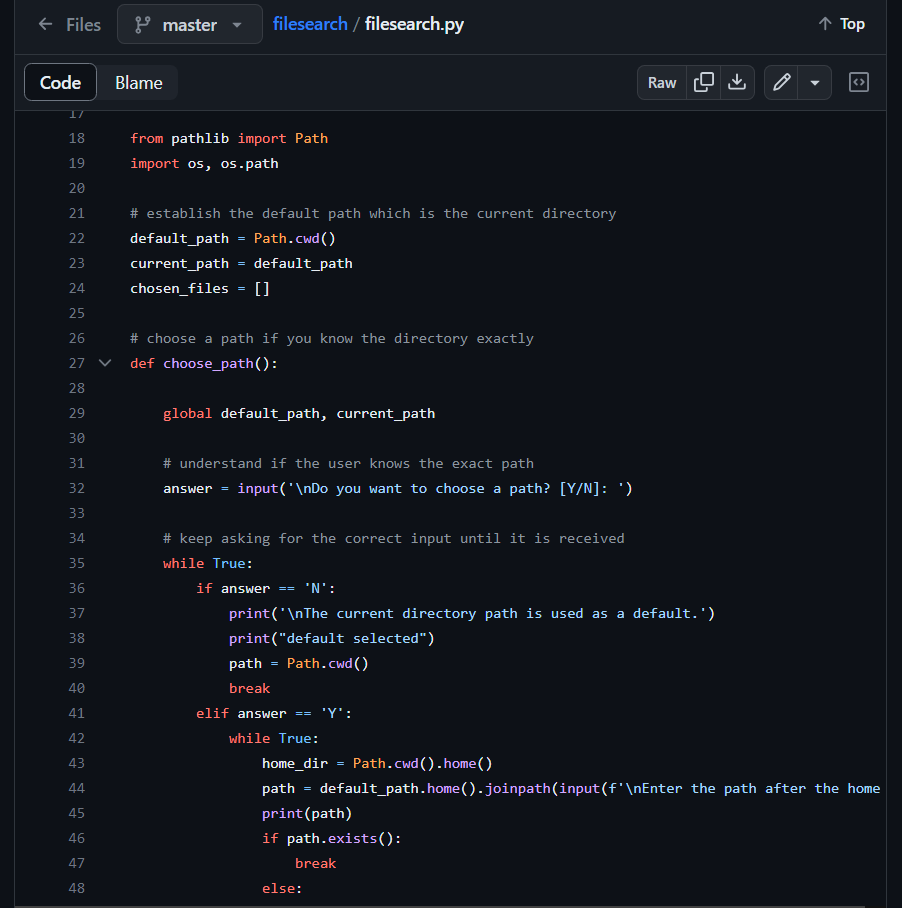 Files master filesearch / filesearch.py Top
Code Blame Raw
17
18 from pathlib import Path
19 import os, os.path
20
21 # establish the default path which is the current directory
22 default_path = Path.cwd()
23 current_path = default_path
24 chosen_files = []
25
26 # choose a path if you know the directory exactly
27 def choose_path():
28
29     global default_path, current_path
30
31     # understand if the user knows the exact path
32     answer = input('\nDo you want to choose a path? [Y/N]: ')
33
34     # keep asking for the correct input until it is received
35     while True:
36         if answer == 'N':
37             print('\nThe current directory path is used as a default.')
38             print("default selected")
39             path = Path.cwd()
40             break
41         elif answer == 'Y':
42             while True:
43                 home_dir = Path.cwd().home()
44                 path = default_path.home().joinpath(input(f'\nEnter the path after the home
45                 print(path)
46                 if path.exists():
47                     break
48                 else: